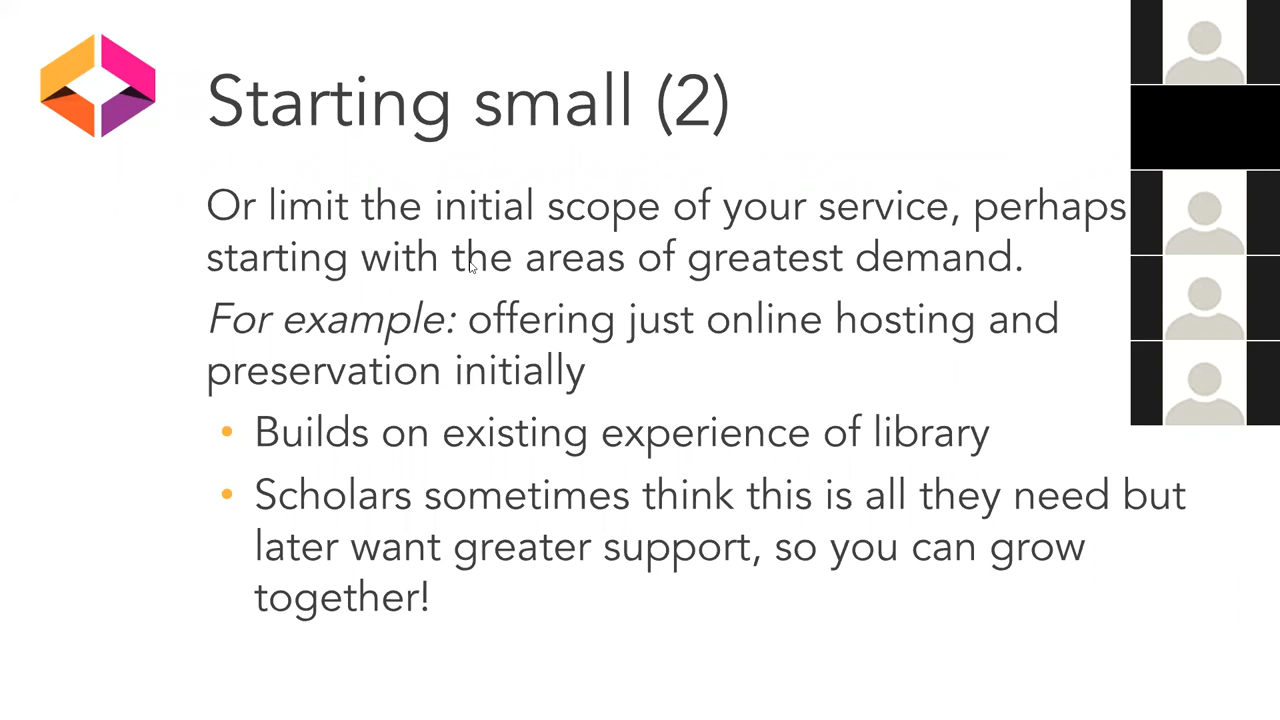 Starting small (2)
Or limit the initial scope of your service, perhaps
starting with the areas of greatest demand.
For example: offering just online hosting and
preservation initially
• Builds on existing experience of library
• Scholars sometimes think this is all they need but
later want greater support, so you can grow
together!